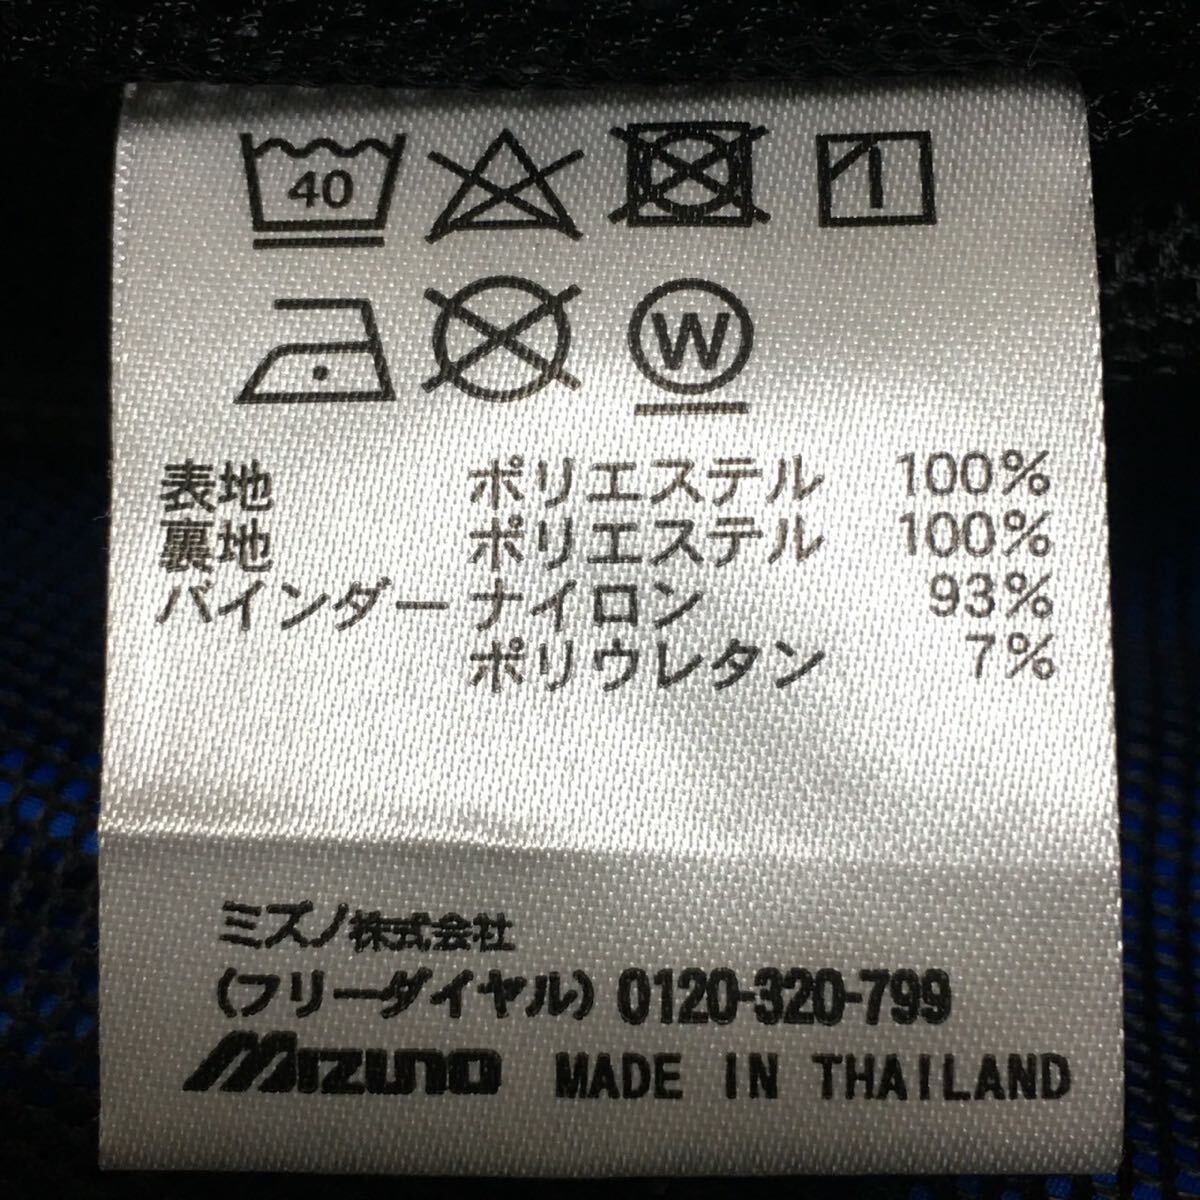 40
W
表地 ポリエステル 100%
裏地 ポリエステル 100%
バインダー ナイロン 93%
ポリウレタン 7%
ミズノ株式会社
(フリーダイヤル) 0120-320-799
MIZUNO MADE IN THAILAND